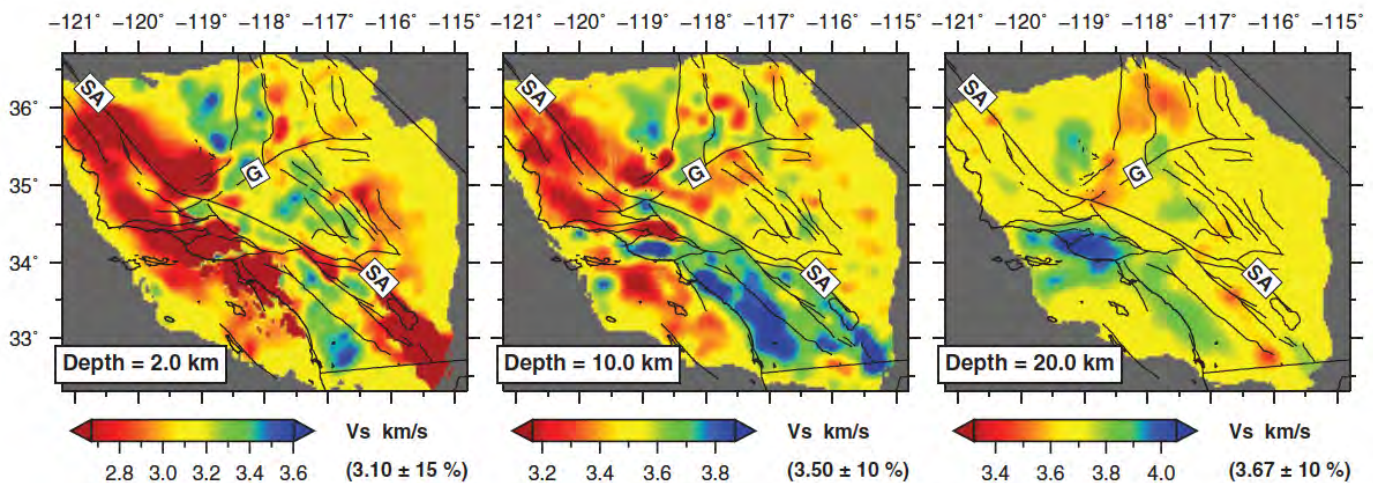 −121° −120° −119° −118° −117° −116° −115°
−121° −120° −119° −118° −117° −116° −115°
−121° −120° −119° −118° −117° −116° −115°
36°
35°
34°
33°
SA
G
SA
Depth = 2.0 km
SA
G
SA
Depth = 10.0 km
SA
G
SA
Depth = 20.0 km
2.8 3.0 3.2 3.4 3.6
Vs km/s
(3.10 ± 15 %)
3.2 3.4 3.6 3.8
Vs km/s
(3.50 ± 10 %)
3.4 3.6 3.8 4.0
Vs km/s
(3.67 ± 10 %)